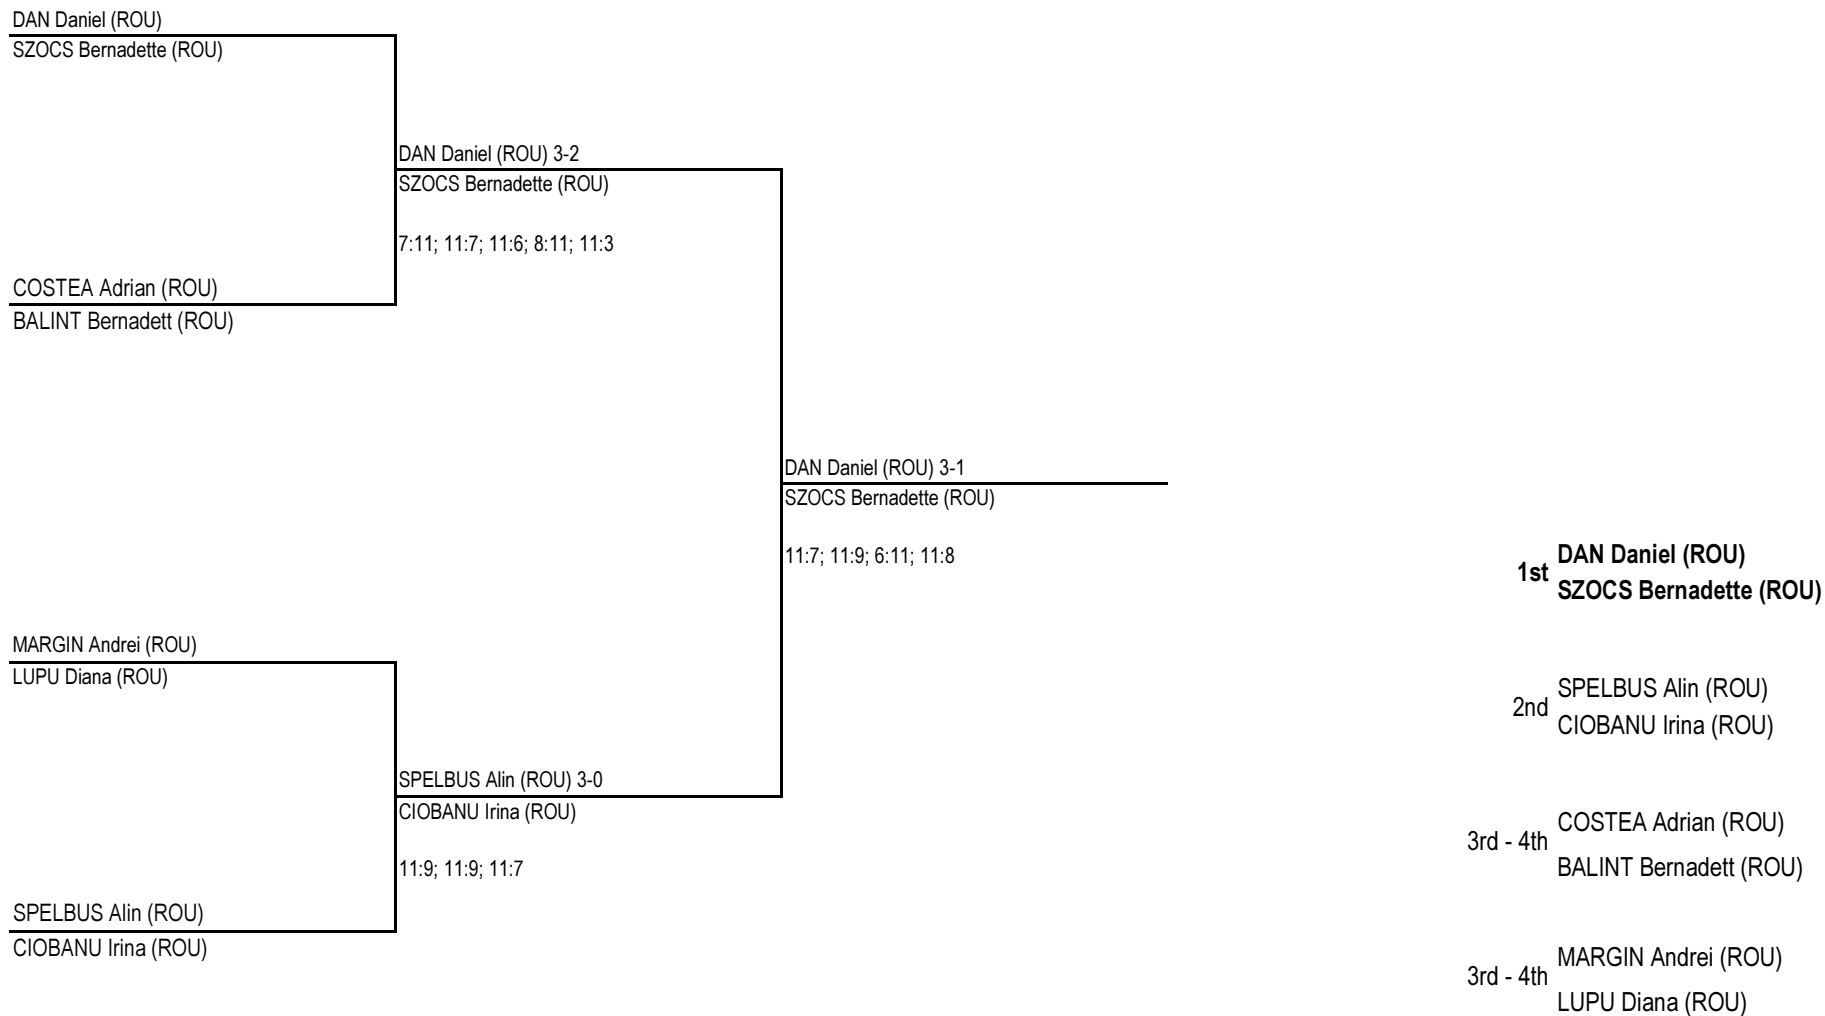 DAN Daniel (ROU)
SZOCS Bernadette (ROU)
DAN Daniel (ROU) 3-2
SZOCS Bernadette (ROU)
7:11; 11:7; 11:6; 8:11; 11:3
COSTEA Adrian (ROU)
BALINT Bernadett (ROU)
DAN Daniel (ROU) 3-1
SZOCS Bernadette (ROU)
11:7; 11:9; 6:11; 11:8
MARGIN Andrei (ROU)
LUPU Diana (ROU)
SPELBUS Alin (ROU) 3-0
CIOBANU Irina (ROU)
11:9; 11:9; 11:7
SPELBUS Alin (ROU)
CIOBANU Irina (ROU)
1st
DAN Daniel (ROU)
SZOCS Bernadette (ROU)
2nd
SPELBUS Alin (ROU)
CIOBANU Irina (ROU)
3rd - 4th
COSTEA Adrian (ROU)
BALINT Bernadett (ROU)
3rd - 4th
MARGIN Andrei (ROU)
LUPU Diana (ROU)